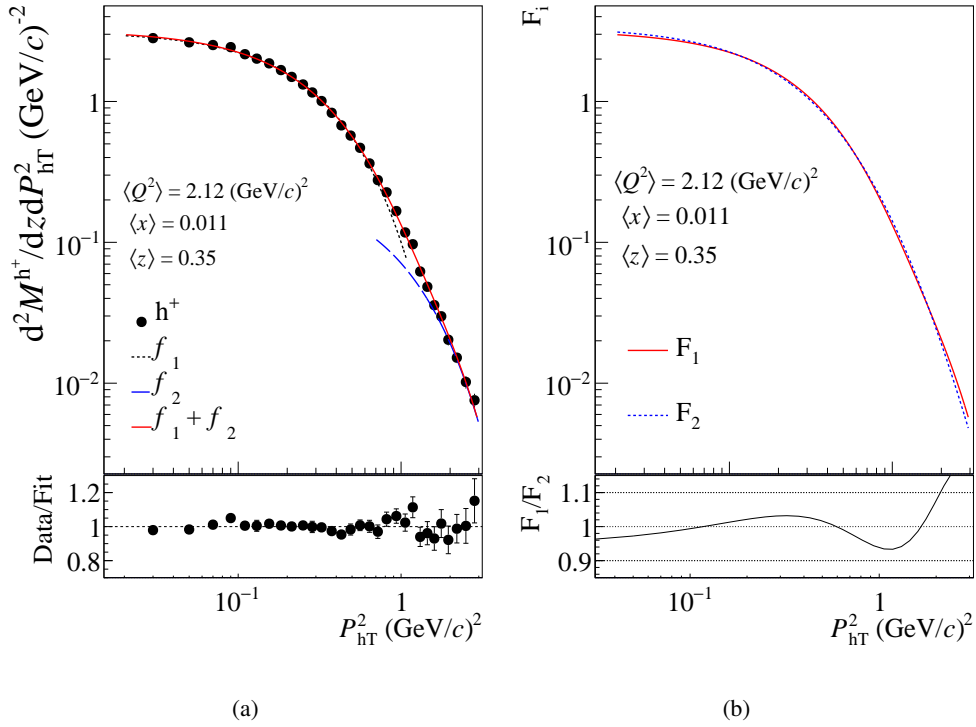 d²M^{h⁺}/dzdP²_{hT} (GeV/c)⁻²
1
10⁻¹
10⁻²
⟨Q²⟩ = 2.12 (GeV/c)²
⟨x⟩ = 0.011
⟨z⟩ = 0.35
h⁺
f₁
f₂
f₁ + f₂
Data/Fit
1.2
1
0.8
10⁻¹ 1
P²_{hT} (GeV/c)²
(a)
F_i
1
10⁻¹
10⁻²
⟨Q²⟩ = 2.12 (GeV/c)²
⟨x⟩ = 0.011
⟨z⟩ = 0.35
F₁
F₂
F₁/F₂
1.1
1
0.9
10⁻¹ 1
P²_{hT} (GeV/c)²
(b)